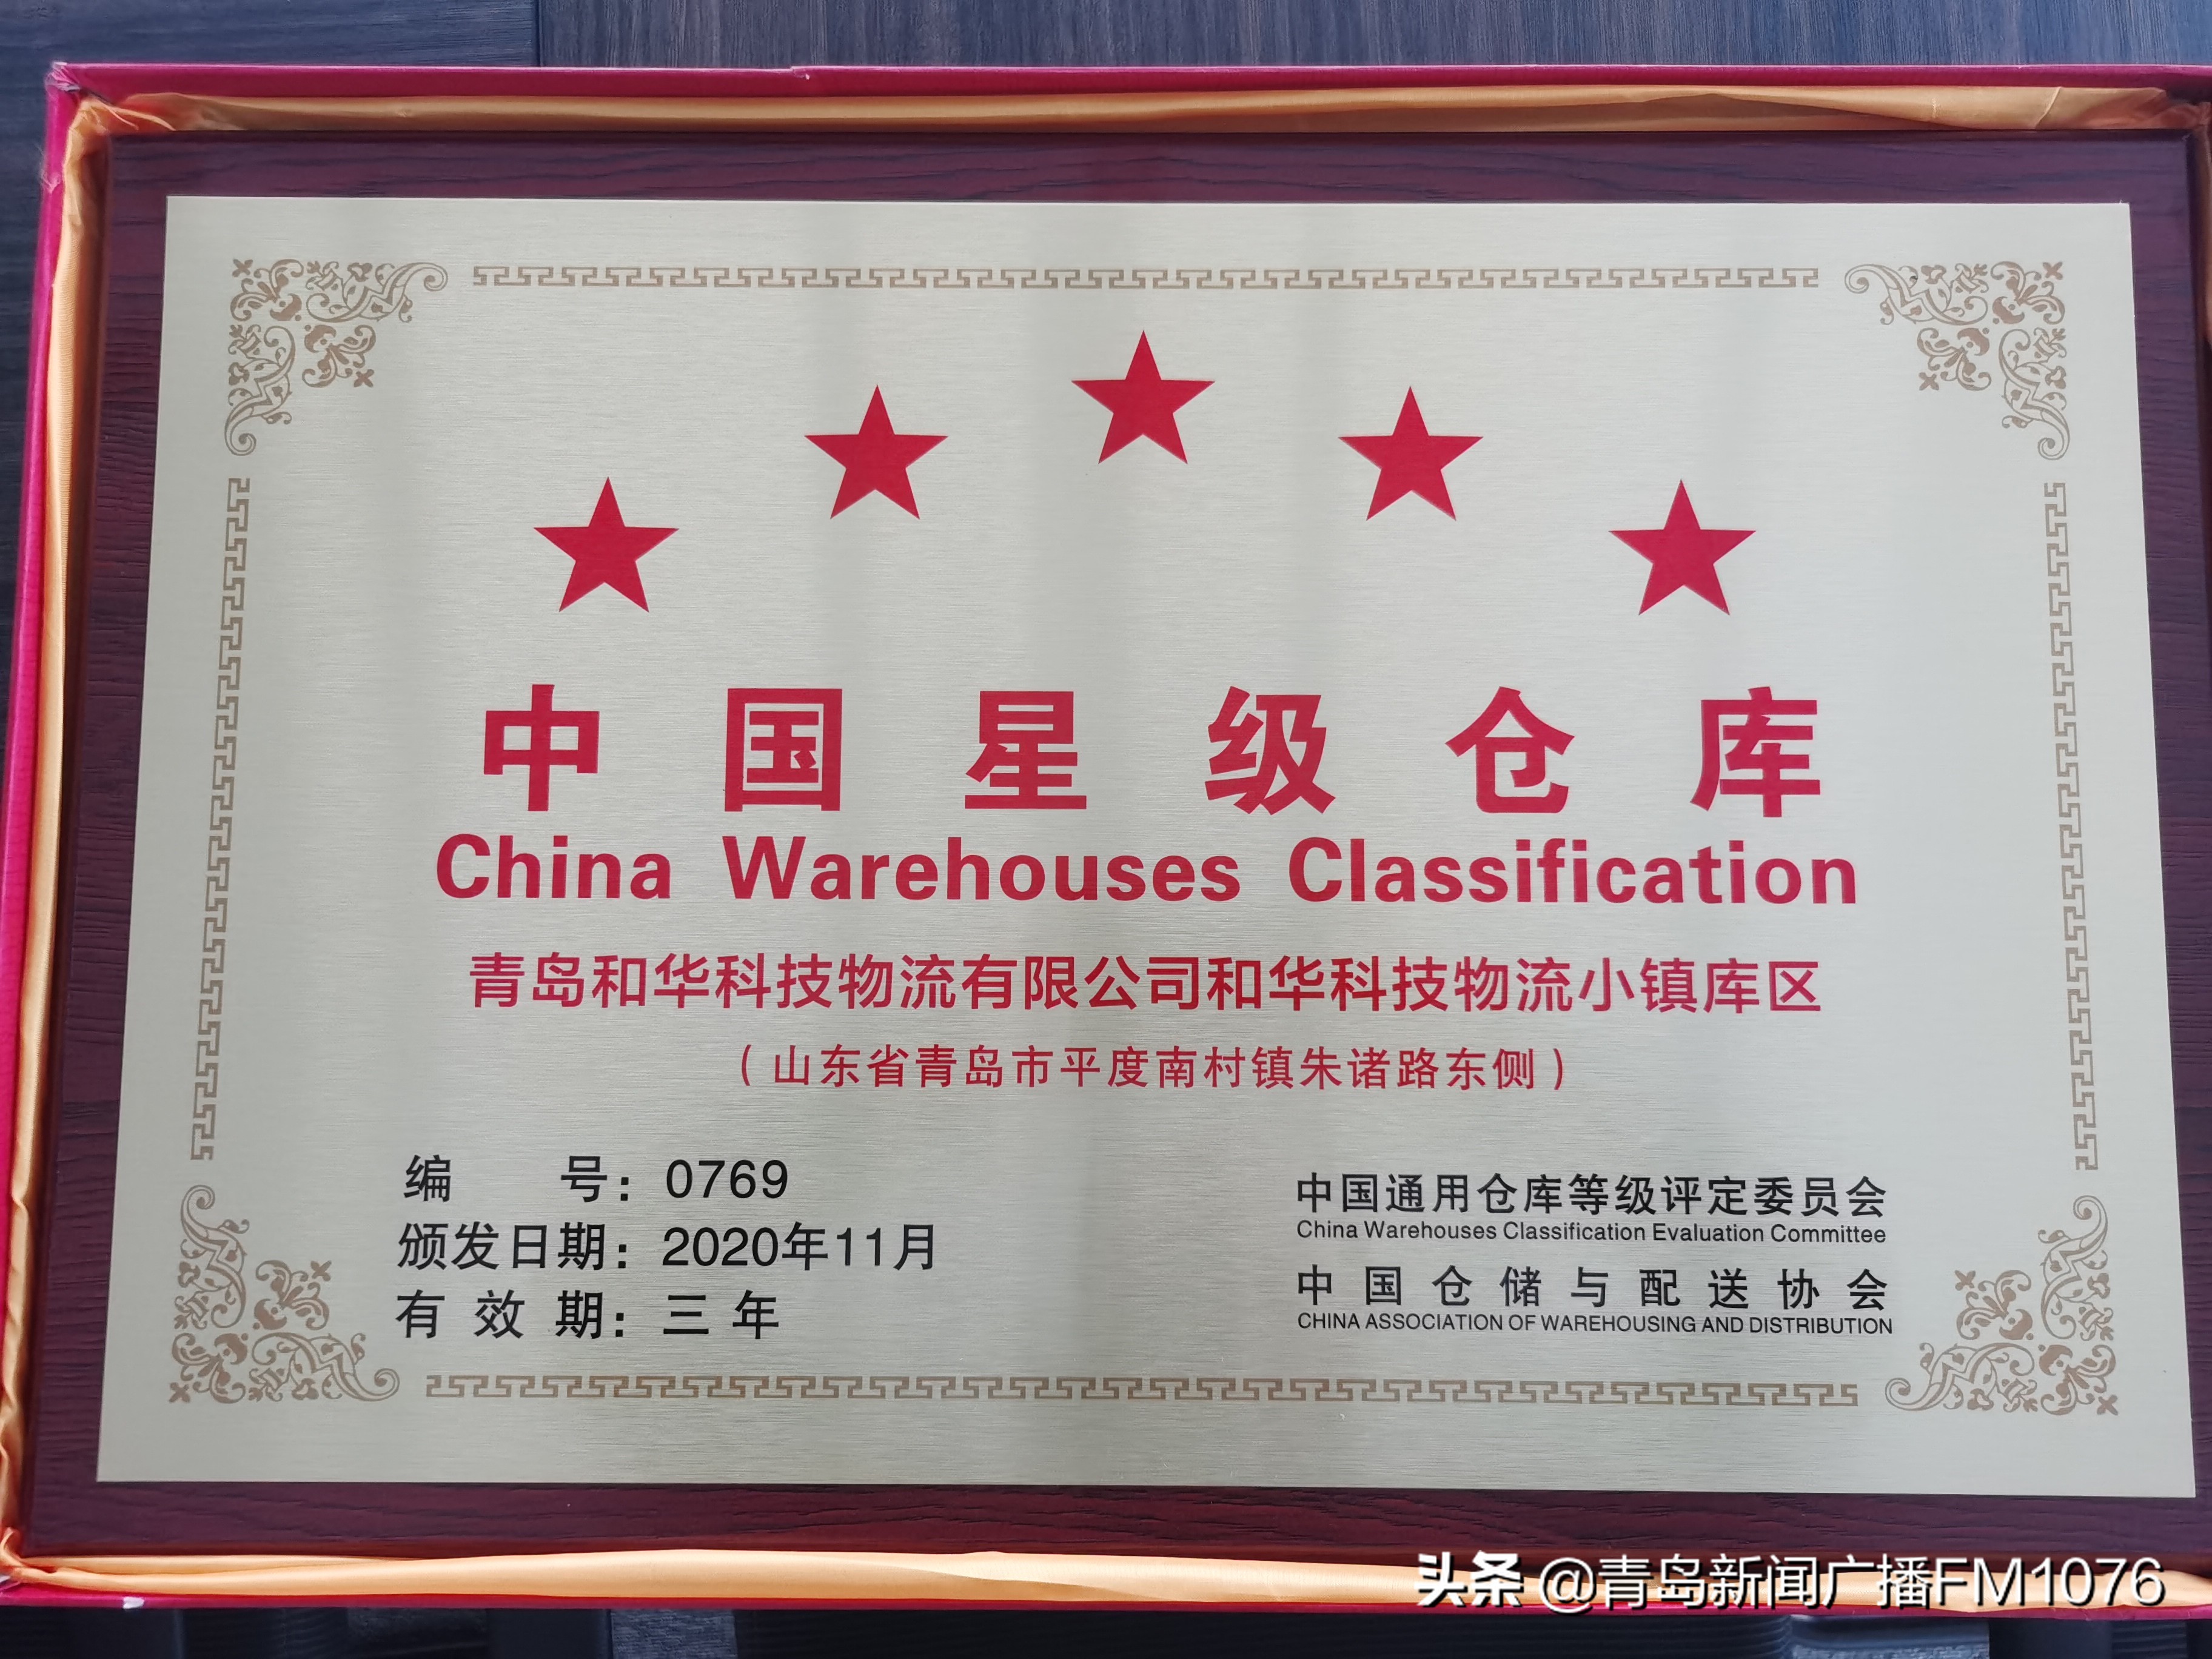 中国星级仓库
China Warehouses Classification
青岛和华科技物流有限公司和华科技物流小镇库区
（山东省青岛市平度南村镇朱诸路东侧）
编号：0769
颁发日期：2020年11月
有效期：三年
中国通用仓库等级评定委员会
China Warehouses Classification Evaluation Committee
中国仓储与配送协会
CHINA ASSOCIATION OF WAREHOUSING AND DISTRIBUTION
头条 @青岛新闻广播FM1076